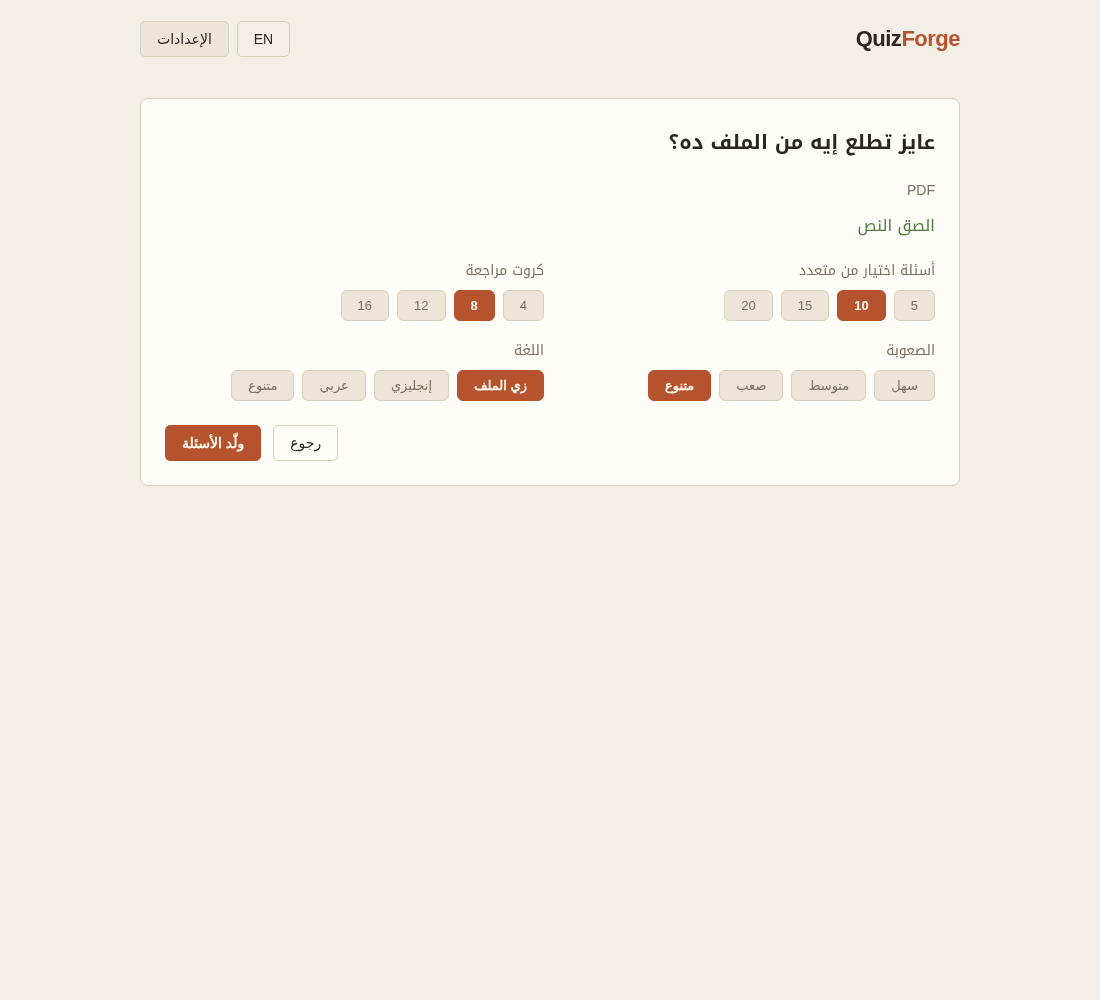 QuizForge
EN
الإعدادات
عايز تطلع إيه من الملف ده؟
PDF
الصق النص
أسئلة اختيار من متعدد
5 10 15 20
كروت مراجعة
4 8 12 16
الصعوبة
سهل متوسط صعب متنوع
اللغة
زي الملف إنجليزي عربي متنوع
رجوع
ولّد الأسئلة